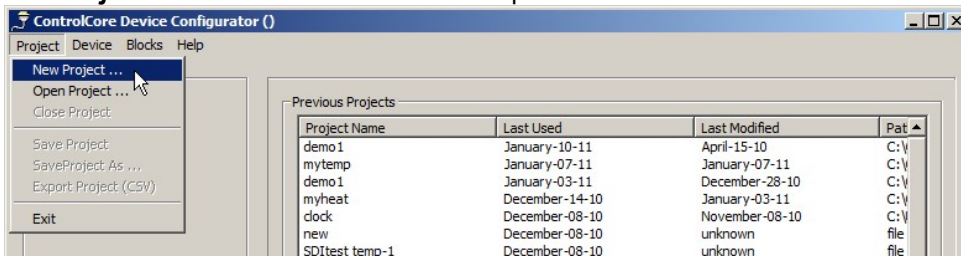 ControlCore Device Configurator ()
Project Device Blocks Help
New Project ...
Open Project ...
Close Project
Save Project
SaveProject As ...
Export Project (CSV)
Exit
Previous Projects
Project Name Last Used Last Modified Pat
demo1 January-10-11 April-15-10 C:\
mytemp January-07-11 January-07-11 C:\
demo1 January-03-11 December-28-10 C:\
myheat December-14-10 January-03-11 C:\
clock December-08-10 November-08-10 C:\
new December-08-10 unknown file
SDItest temp-1 December-08-10 unknown file